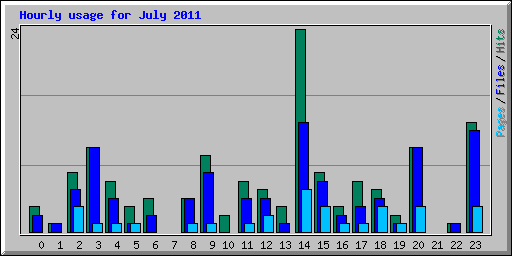 Hourly usage for July 2011
24
Pages / Files / Hits
0 1 2 3 4 5 6 7 8 9 10 11 12 13 14 15 16 17 18 19 20 21 22 23